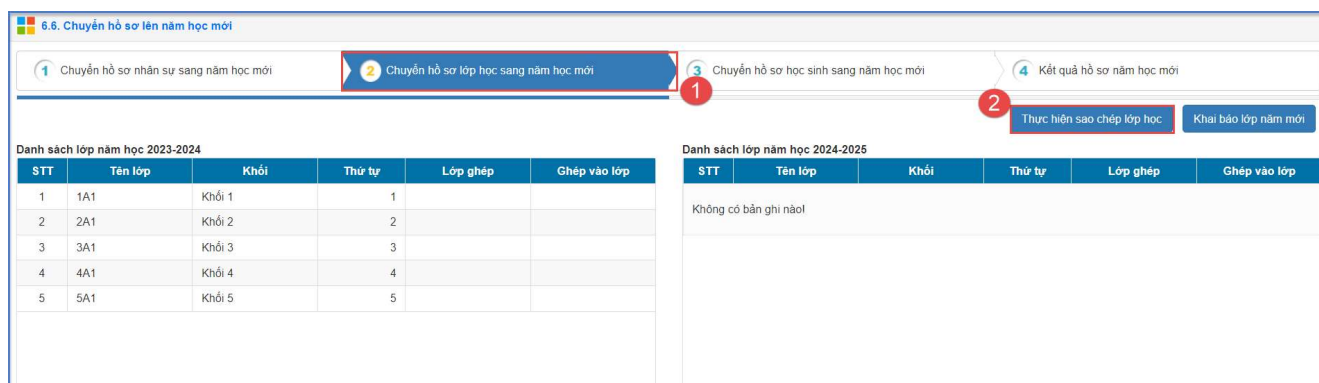 6.6. Chuyển hồ sơ lên năm học mới
1 Chuyển hồ sơ nhân sự sang năm học mới 2 Chuyển hồ sơ lớp học sang năm học mới 3 Chuyển hồ sơ học sinh sang năm học mới 4 Kết quả hồ sơ năm học mới
1
2
Thực hiện sao chép lớp học Khai báo lớp năm mới
Danh sách lớp năm học 2023-2024
STT Tên lớp Khối Thứ tự Lớp ghép Ghép vào lớp
1 1A1 Khối 1 1
2 2A1 Khối 2 2
3 3A1 Khối 3 3
4 4A1 Khối 4 4
5 5A1 Khối 5 5
Danh sách lớp năm học 2024-2025
STT Tên lớp Khối Thứ tự Lớp ghép Ghép vào lớp
Không có bản ghi nào!